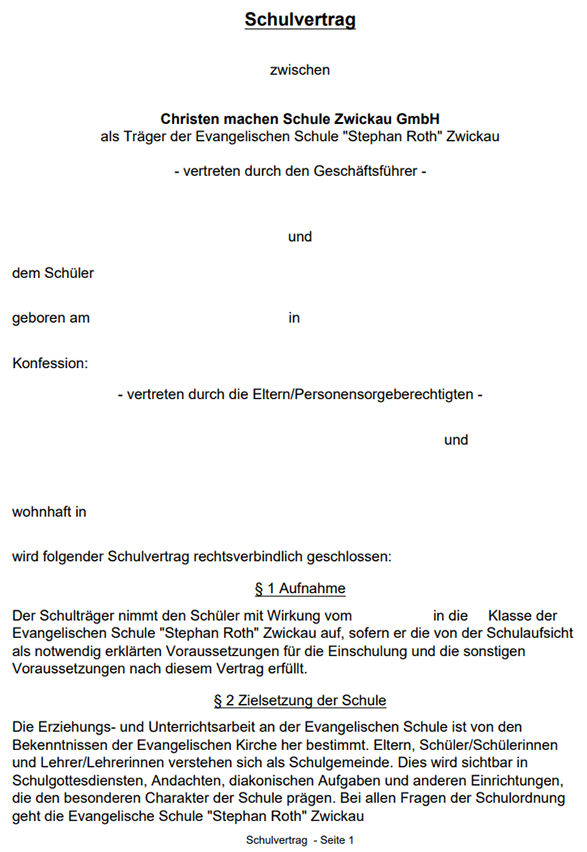 Schulvertrag
zwischen
Christen machen Schule Zwickau GmbH
als Träger der Evangelischen Schule "Stephan Roth" Zwickau
- vertreten durch den Geschäftsführer -
und
dem Schüler
geboren am in
Konfession:
- vertreten durch die Eltern/Personensorgeberechtigten -
und
wohnhaft in
wird folgender Schulvertrag rechtsverbindlich geschlossen:
§ 1 Aufnahme
Der Schulträger nimmt den Schüler mit Wirkung vom in die Klasse der
Evangelischen Schule "Stephan Roth" Zwickau auf, sofern er die von der Schulaufsicht
als notwendig erklärten Voraussetzungen für die Einschulung und die sonstigen
Voraussetzungen nach diesem Vertrag erfüllt.
§ 2 Zielsetzung der Schule
Die Erziehungs- und Unterrichtsarbeit an der Evangelischen Schule ist von den
Bekenntnissen der Evangelischen Kirche her bestimmt. Eltern, Schüler/Schülerinnen
und Lehrer/Lehrerinnen verstehen sich als Schulgemeinde. Dies wird sichtbar in
Schulgottesdiensten, Andachten, diakonischen Aufgaben und anderen Einrichtungen,
die den besonderen Charakter der Schule prägen. Bei allen Fragen der Schulordnung
geht die Evangelische Schule "Stephan Roth" Zwickau
Schulvertrag - Seite 1